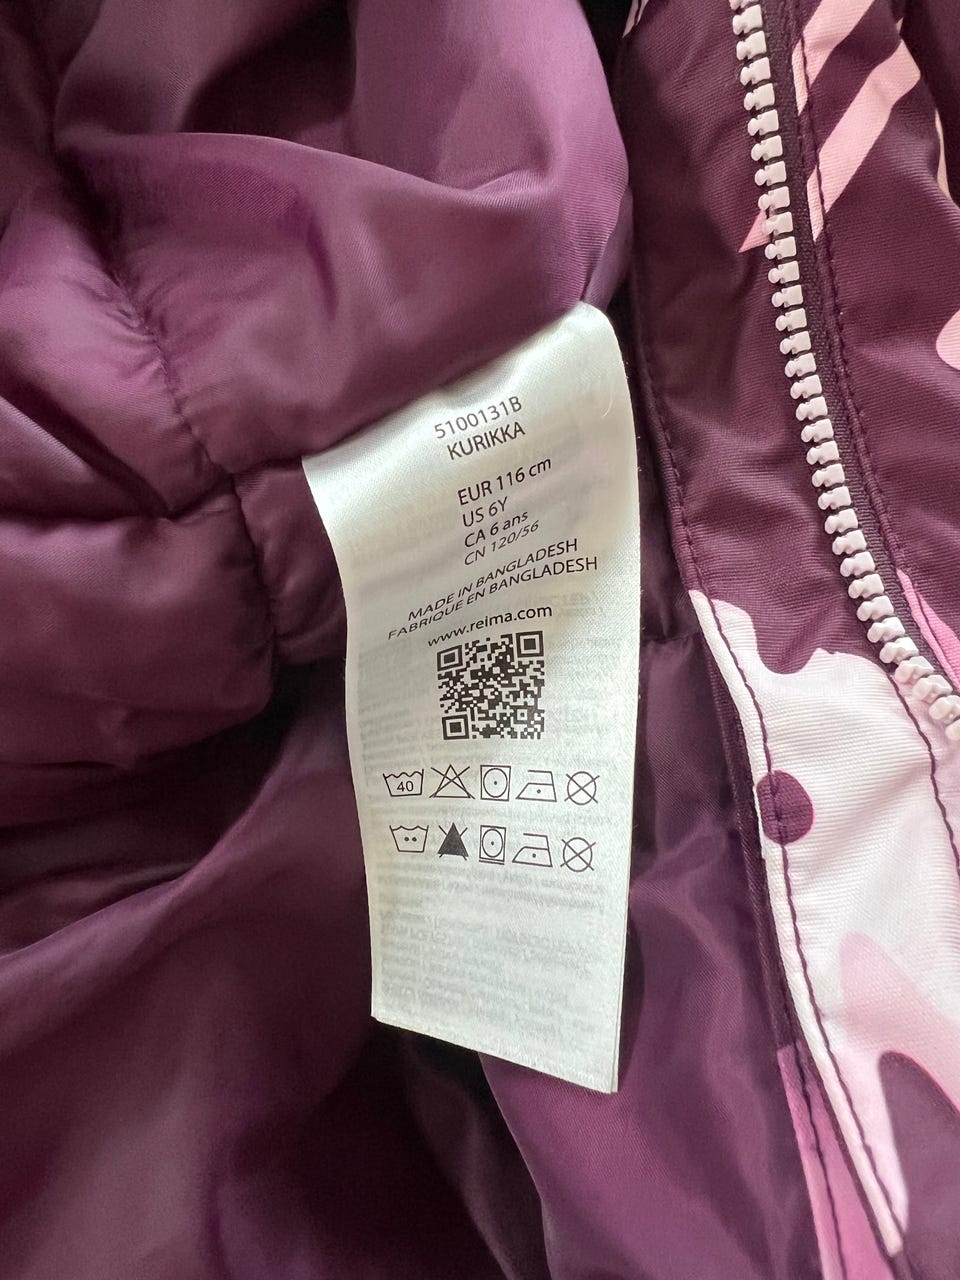 5100131B
KURIKKA
EUR 116 cm
US 6Y
CA 6 ans
CN 120/56
MADE IN BANGLADESH
FABRIQUE EN BANGLADESH
www.reima.com
40